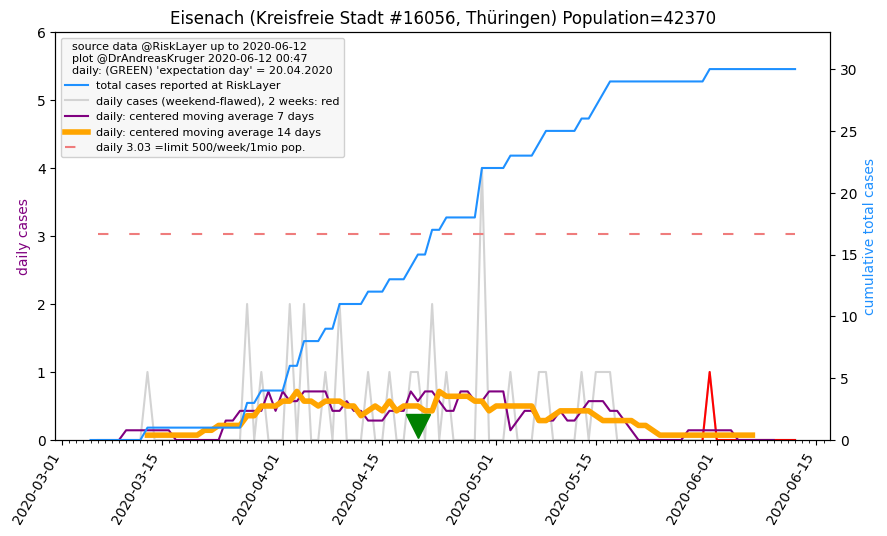 Eisenach (Kreisfreie Stadt #16056, Thüringen) Population=42370
source data @RiskLayer up to 2020-06-12
plot @DrAndreasKruger 2020-06-12 00:47
daily: (GREEN) 'expectation day' = 20.04.2020
total cases reported at RiskLayer
daily cases (weekend-flawed), 2 weeks: red
daily: centered moving average 7 days
daily: centered moving average 14 days
daily 3.03 =limit 500/week/1mio pop.
daily cases
6
5
4
3
2
1
0
cumulative total cases
30
25
20
15
10
5
0
2020-03-01
2020-03-15
2020-04-01
2020-04-15
2020-05-01
2020-05-15
2020-06-01
2020-06-15